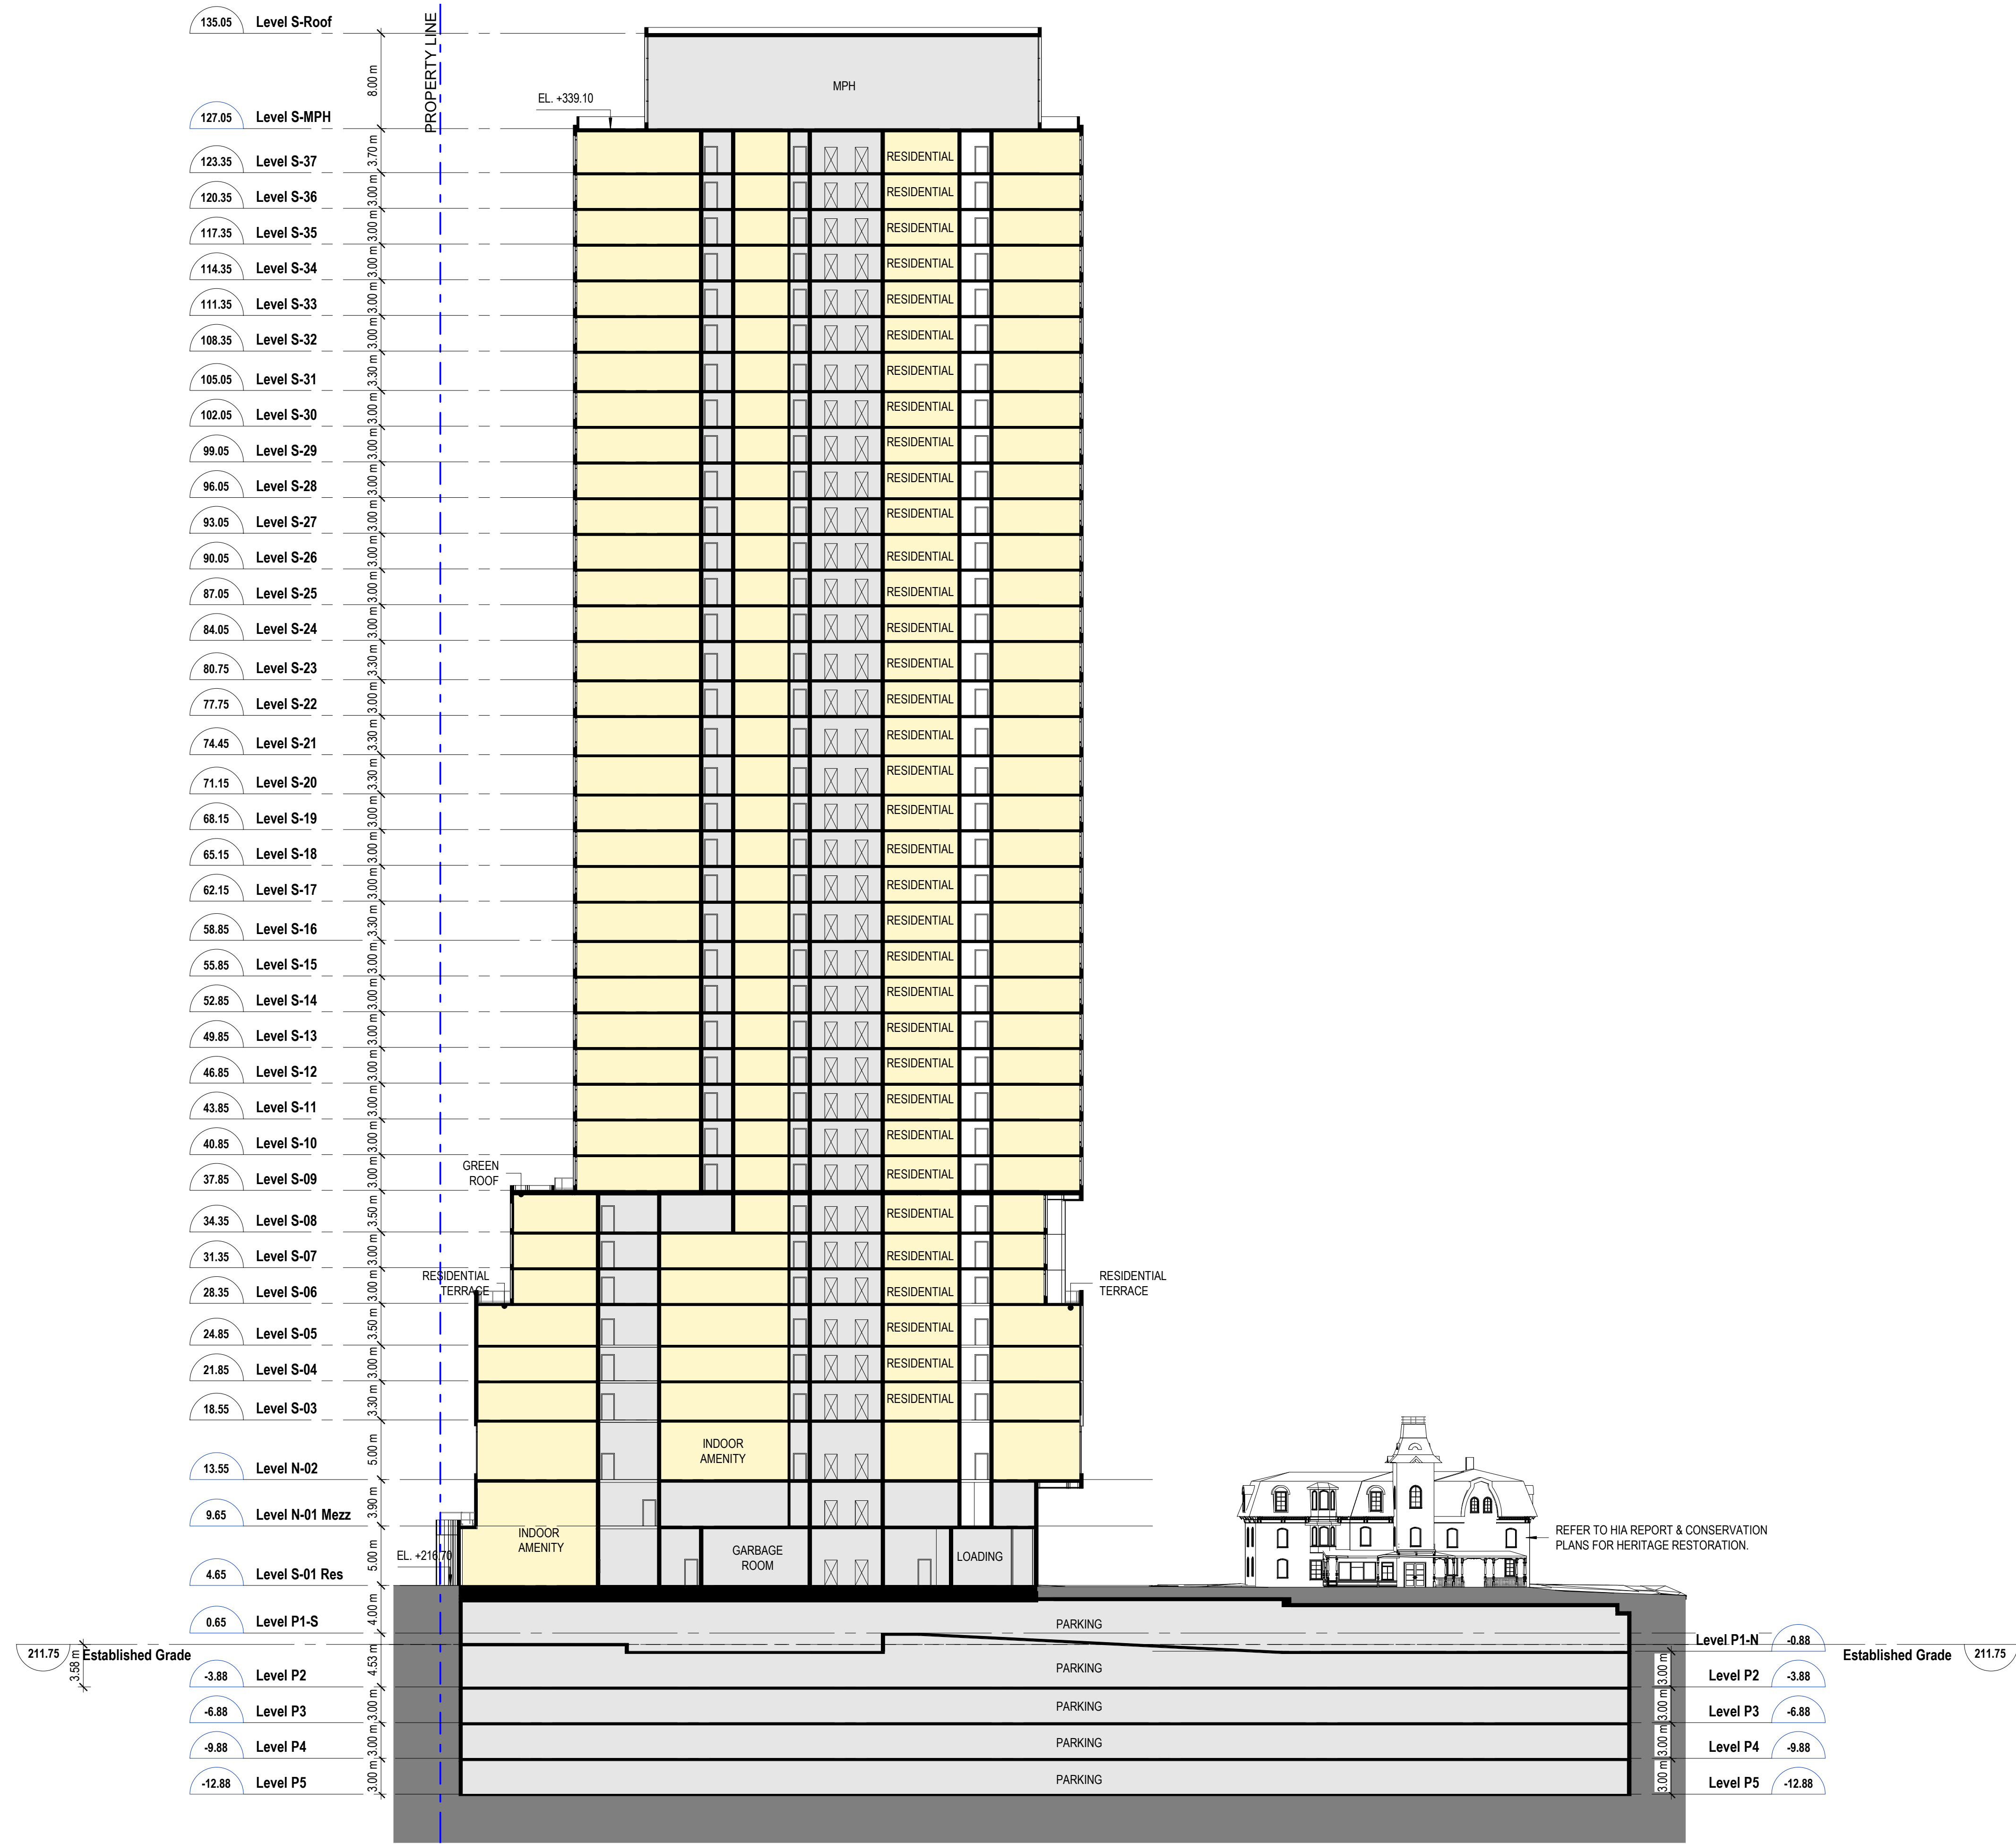 135.05 Level S-Roof
PROPERTY LINE
8.00 m
MPH
EL. +339.10
127.05 Level S-MPH
3.70 m
123.35 Level S-37 RESIDENTIAL
3.00 m
120.35 Level S-36 RESIDENTIAL
3.00 m
117.35 Level S-35 RESIDENTIAL
3.00 m
114.35 Level S-34 RESIDENTIAL
3.00 m
111.35 Level S-33 RESIDENTIAL
3.00 m
108.35 Level S-32 RESIDENTIAL
3.30 m
105.05 Level S-31 RESIDENTIAL
3.00 m
102.05 Level S-30 RESIDENTIAL
3.00 m
99.05 Level S-29 RESIDENTIAL
3.00 m
96.05 Level S-28 RESIDENTIAL
3.00 m
93.05 Level S-27 RESIDENTIAL
3.00 m
90.05 Level S-26 RESIDENTIAL
3.00 m
87.05 Level S-25 RESIDENTIAL
3.00 m
84.05 Level S-24 RESIDENTIAL
3.30 m
80.75 Level S-23 RESIDENTIAL
3.00 m
77.75 Level S-22 RESIDENTIAL
3.30 m
74.45 Level S-21 RESIDENTIAL
3.30 m
71.15 Level S-20 RESIDENTIAL
3.00 m
68.15 Level S-19 RESIDENTIAL
3.00 m
65.15 Level S-18 RESIDENTIAL
3.00 m
62.15 Level S-17 RESIDENTIAL
3.30 m
58.85 Level S-16 RESIDENTIAL
3.00 m
55.85 Level S-15 RESIDENTIAL
3.00 m
52.85 Level S-14 RESIDENTIAL
3.00 m
49.85 Level S-13 RESIDENTIAL
3.00 m
46.85 Level S-12 RESIDENTIAL
3.00 m
43.85 Level S-11 RESIDENTIAL
3.00 m
40.85 Level S-10 RESIDENTIAL
3.00 m
GREEN
ROOF
37.85 Level S-09 RESIDENTIAL
3.50 m
34.35 Level S-08 RESIDENTIAL
3.00 m
31.35 Level S-07 RESIDENTIAL
3.00 m
RESIDENTIAL
TERRACE
RESIDENTIAL
TERRACE
28.35 Level S-06 RESIDENTIAL
3.50 m
24.85 Level S-05 RESIDENTIAL
3.00 m
21.85 Level S-04 RESIDENTIAL
3.30 m
18.55 Level S-03 RESIDENTIAL
5.00 m
INDOOR
AMENITY
13.55 Level N-02
3.90 m
9.65 Level N-01 Mezz
INDOOR
AMENITY
REFER TO HIA REPORT & CONSERVATION
PLANS FOR HERITAGE RESTORATION.
5.00 m
EL. +216.70
GARBAGE
ROOM
LOADING
4.65 Level S-01 Res
4.00 m
0.65 Level P1-S PARKING
Level P1-N -0.88
211.75 Established Grade
Established Grade 211.75
3.58 m
4.53 m
3.00 m
-3.88 Level P2 PARKING Level P2 -3.88
3.00 m 3.00 m
-6.88 Level P3 PARKING Level P3 -6.88
3.00 m 3.00 m
-9.88 Level P4 PARKING Level P4 -9.88
3.00 m 3.00 m
-12.88 Level P5 PARKING Level P5 -12.88